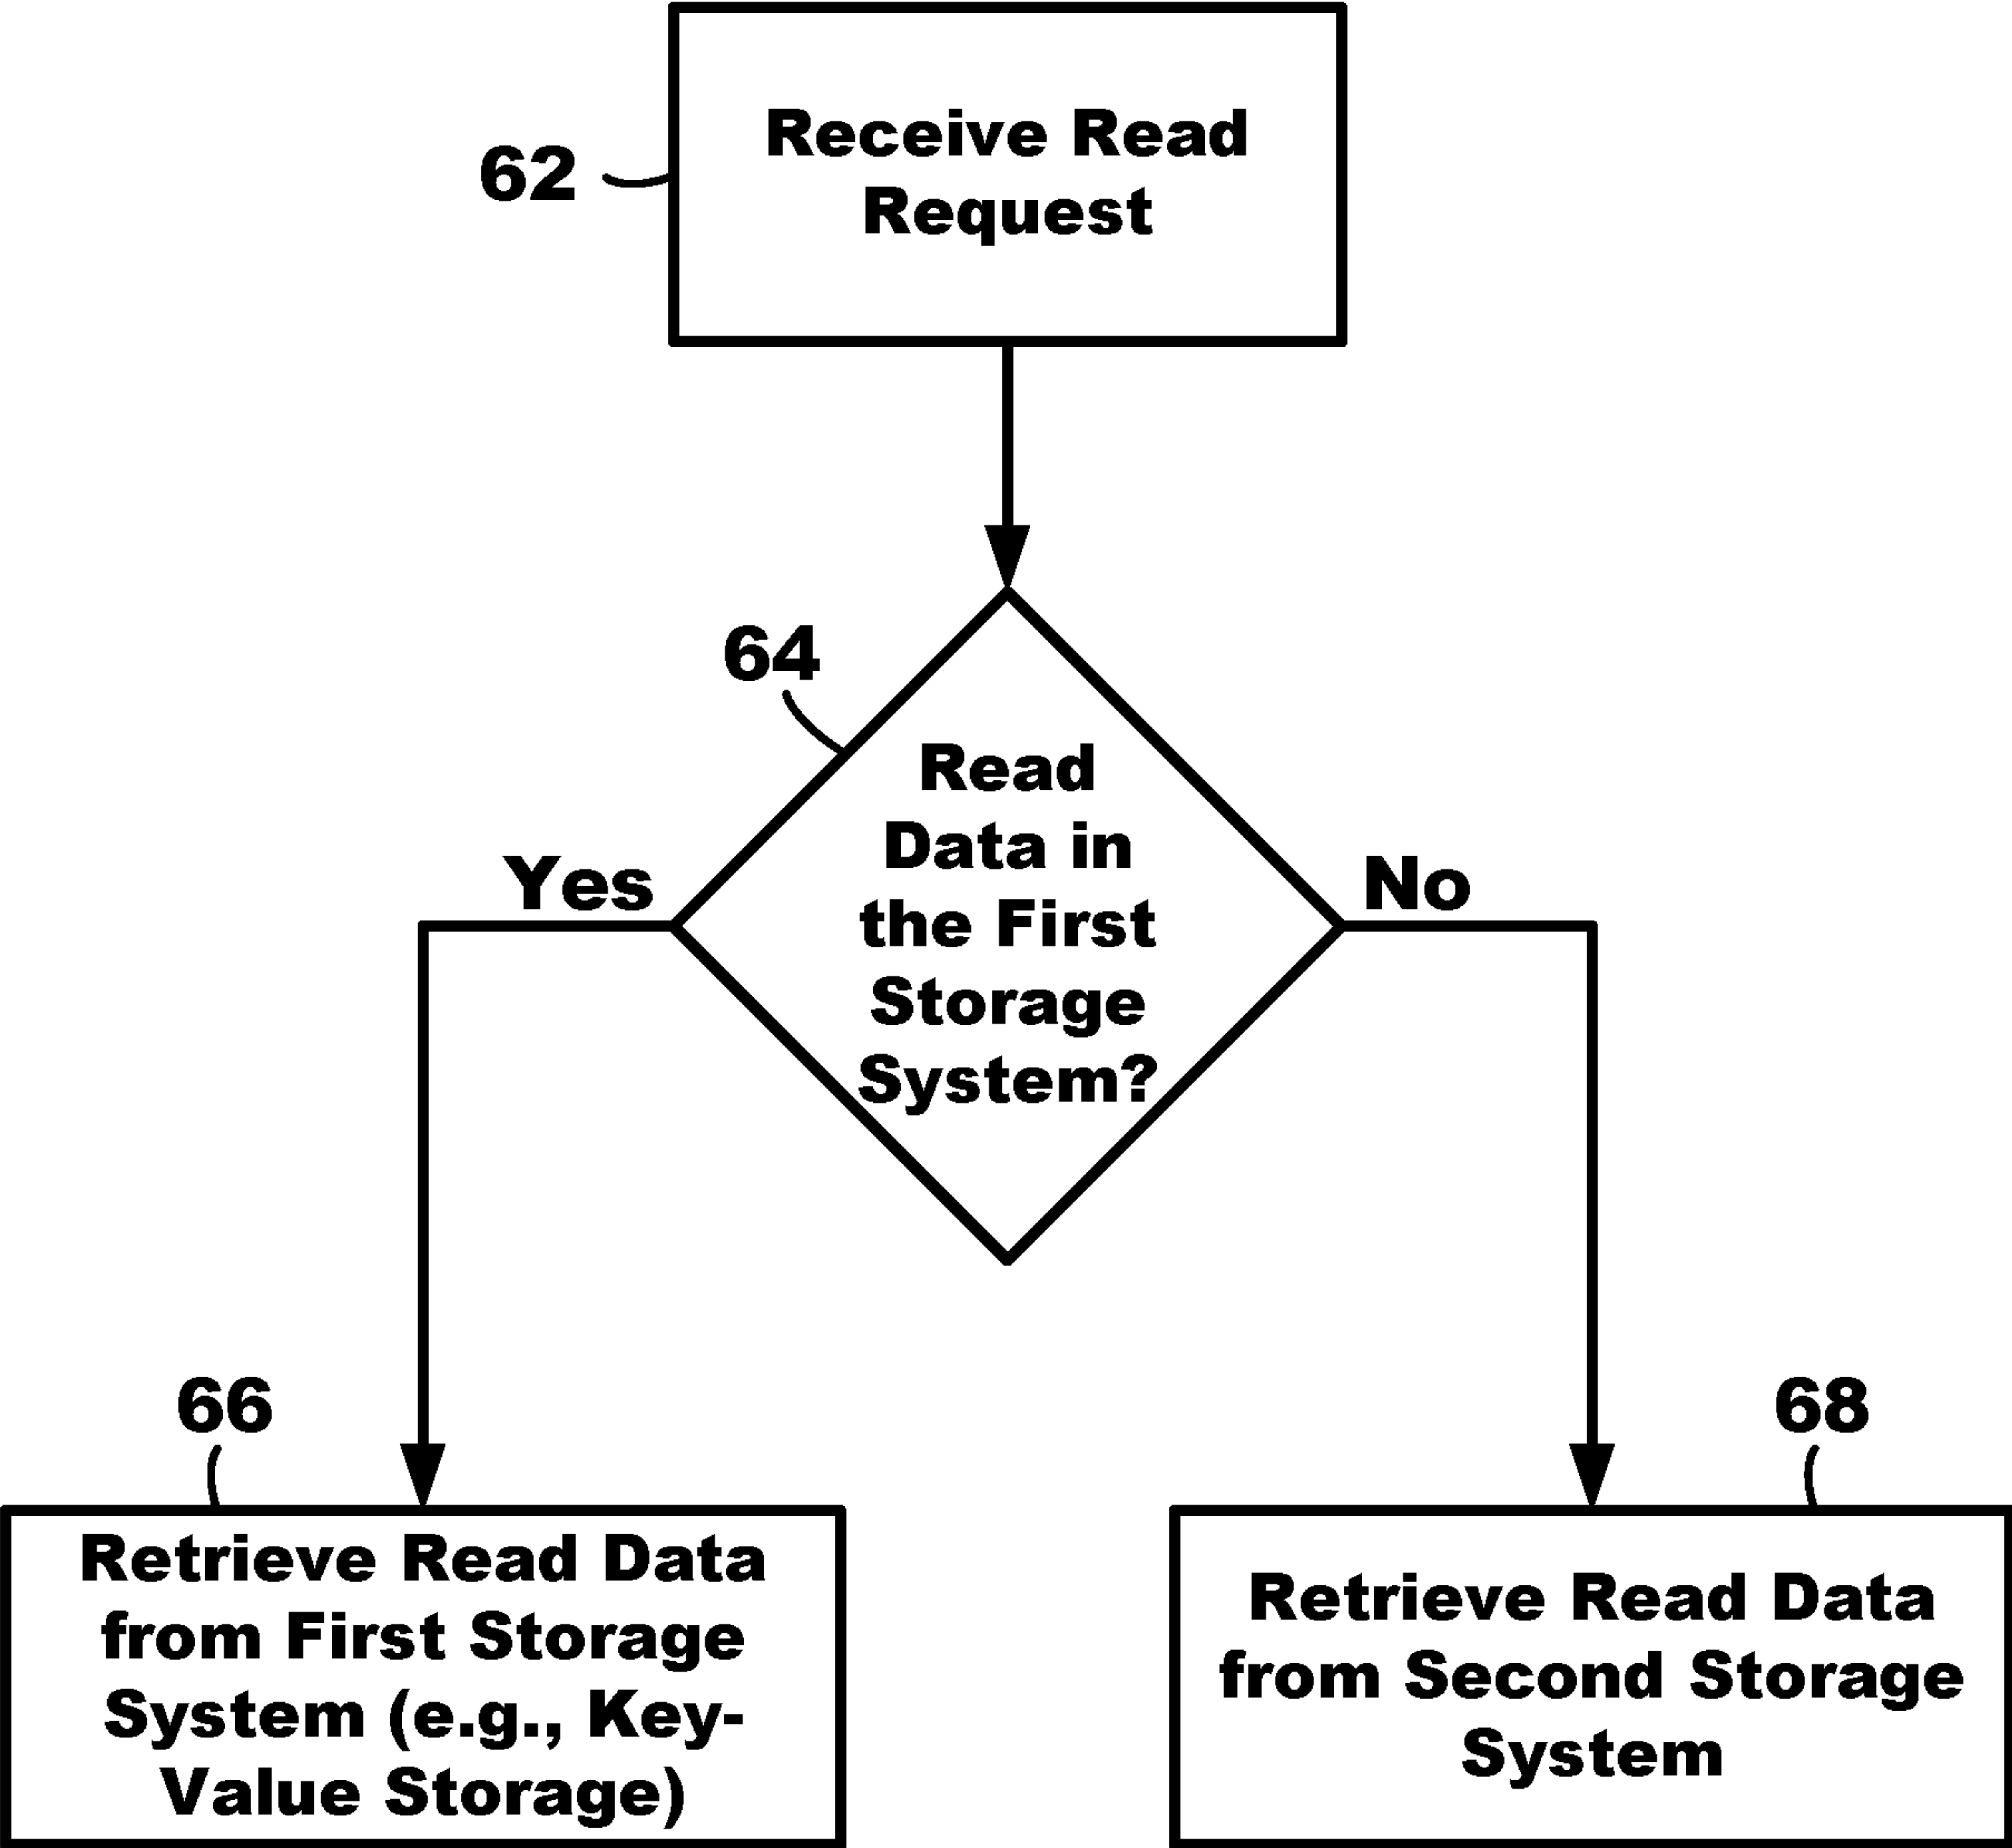 Receive Read
Request
62
64
Read
Data in
the First
Storage
System?
Yes
No
66
68
Retrieve Read Data
from First Storage
System (e.g., Key-
Value Storage)
Retrieve Read Data
from Second Storage
System